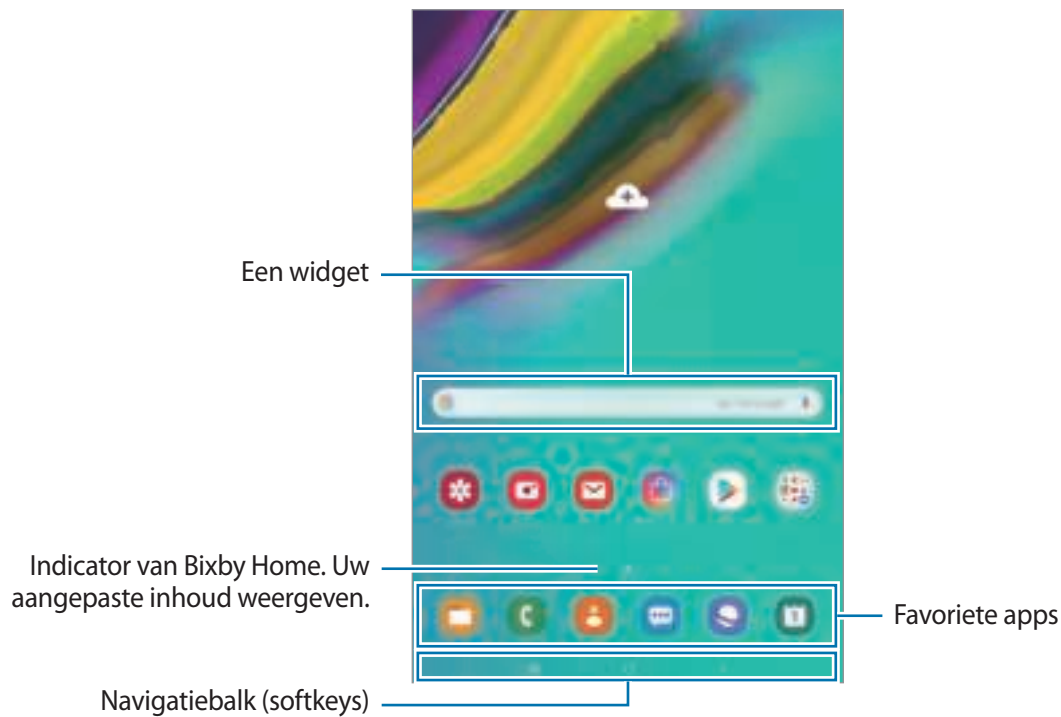 Een widget
Indicator van Bixby Home. Uw
aangepaste inhoud weergeven.
Favoriete apps
Navigatiebalk (softkeys)